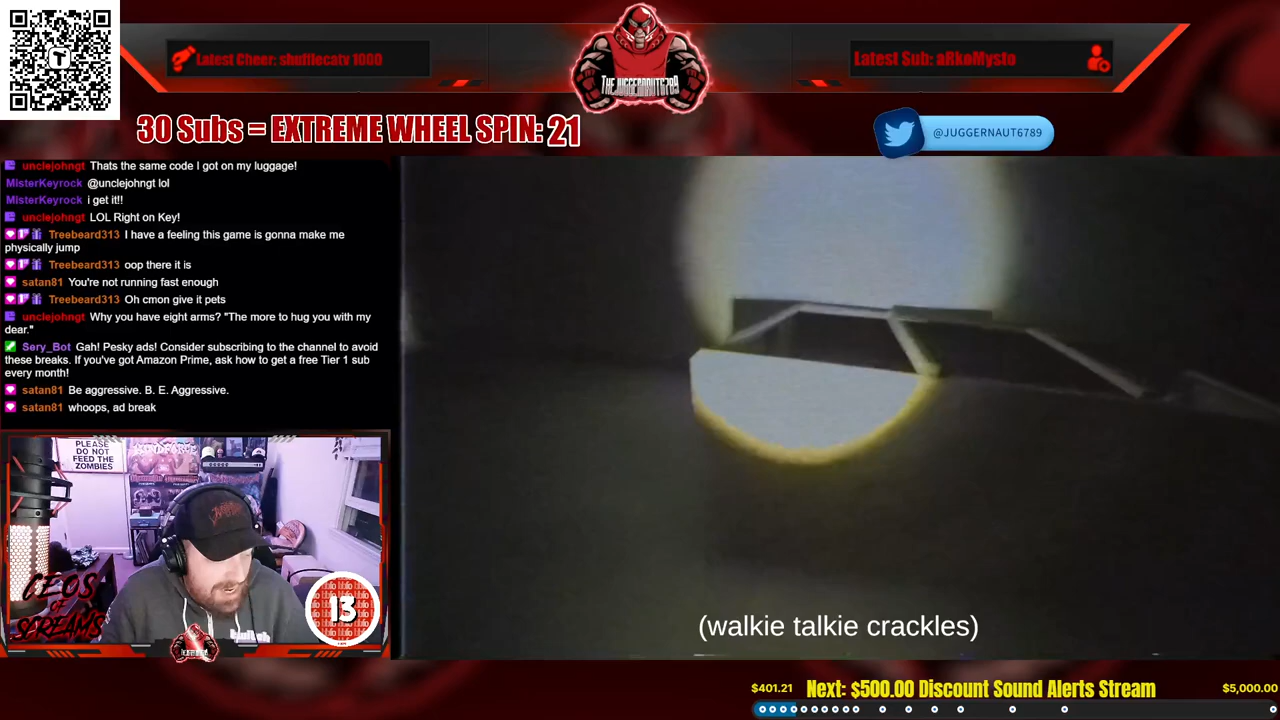 Latest Cheer: shufflecatv 1000
THEJUGGERNAUT6789
Latest Sub: aRkoMysto
30 Subs = EXTREME WHEEL SPIN: 21
@JUGGERNAUT6789
unclejohngt Thats the same code I got on my luggage!
MisterKeyrock @unclejohngt lol
MisterKeyrock i get it!!
unclejohngt LOL Right on Key!
Treebeard313 I have a feeling this game is gonna make me
physically jump
Treebeard313 oop there it is
satan81 You're not running fast enough
Treebeard313 Oh cmon give it pets
unclejohngt Why you have eight arms? "The more to hug you with my
dear."
Sery_Bot Gah! Pesky ads! Consider subscribing to the channel to avoid
these breaks. If you've got Amazon Prime, ask how to get a free Tier 1 sub
every month!
satan81 Be aggressive. B. E. Aggressive.
satan81 whoops, ad break
PLEASE
DO NOT
FEED THE
ZOMBIES
CEOS
OF
SCREAMS
13
twitch
(walkie talkie crackles)
$401.21 Next: $500.00 Discount Sound Alerts Stream $5,000.00